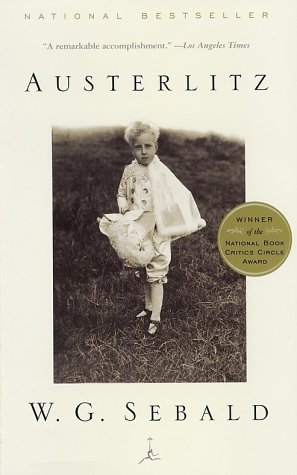 NATIONAL BESTSELLER
"A remarkable accomplishment." —Los Angeles Times
AUSTERLITZ
WINNER
of the
NATIONAL BOOK
CRITICS CIRCLE
AWARD
W. G. SEBALD